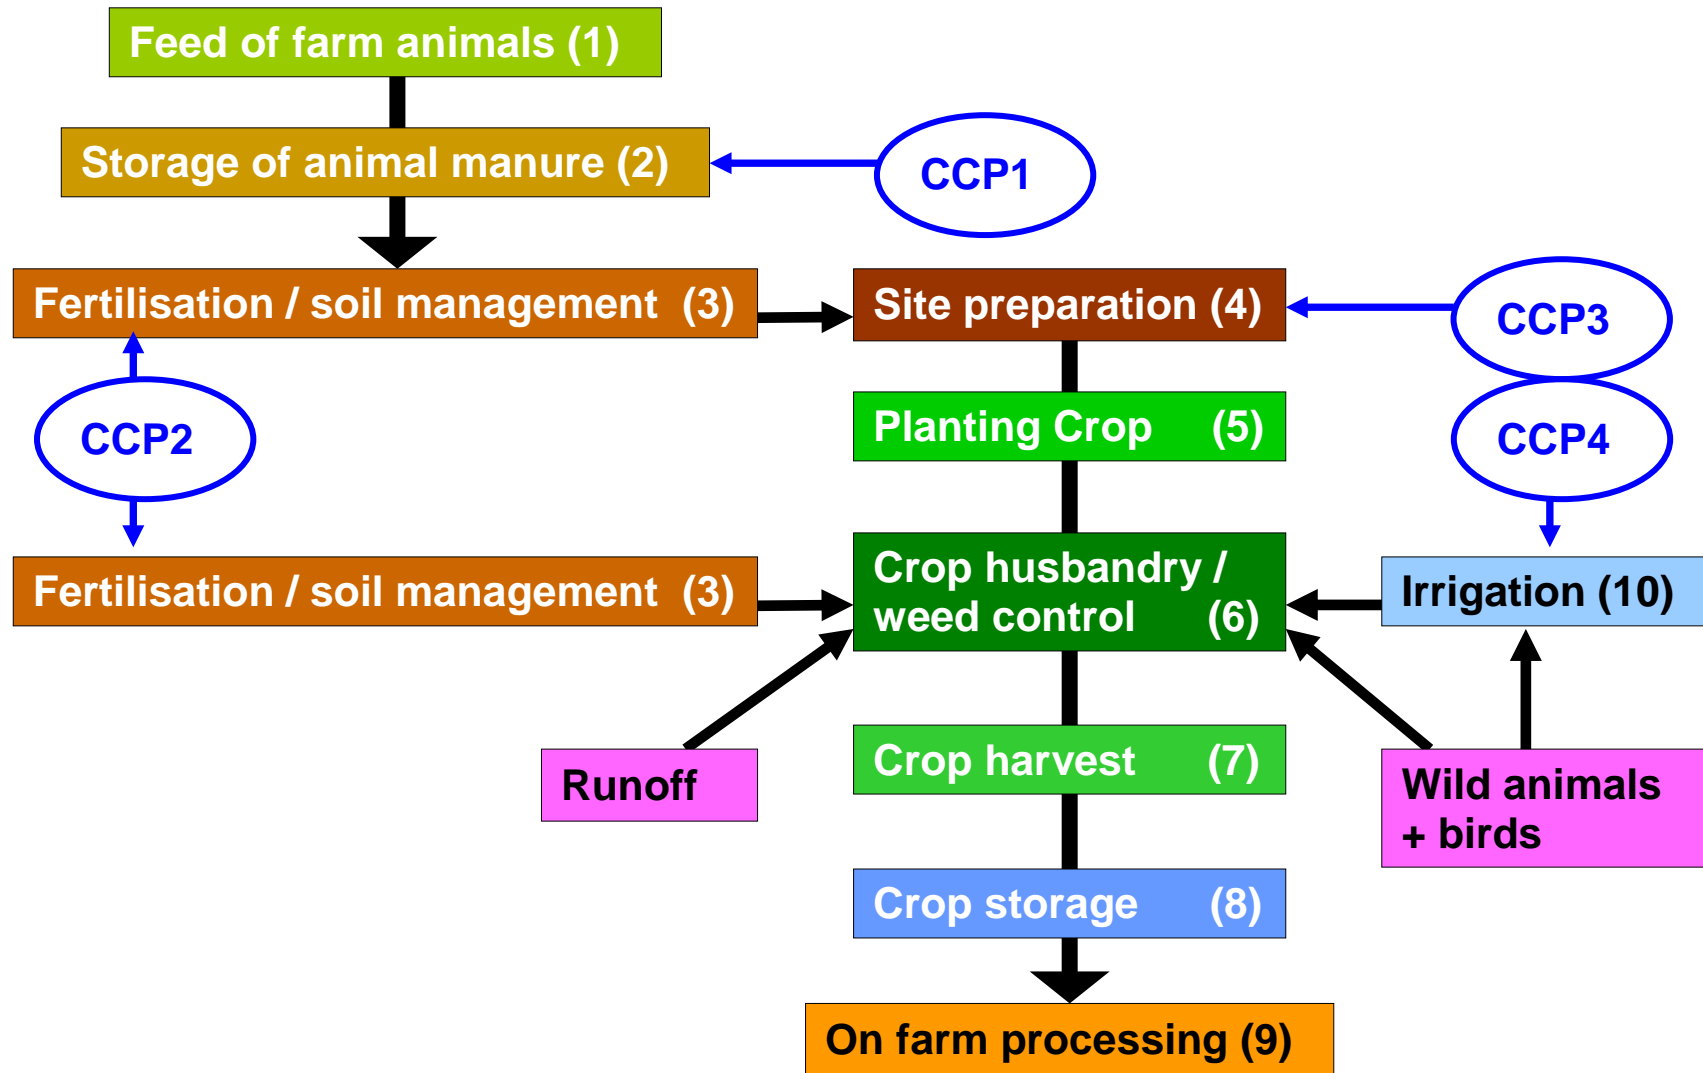 Feed of farm animals (1)
Storage of animal manure (2)
CCP1
Fertilisation / soil management (3)
Site preparation (4)
CCP3
Planting Crop (5)
CCP2
CCP4
Fertilisation / soil management (3)
Crop husbandry /
weed control (6)
Irrigation (10)
Runoff
Crop harvest (7)
Wild animals
+ birds
Crop storage (8)
On farm processing (9)